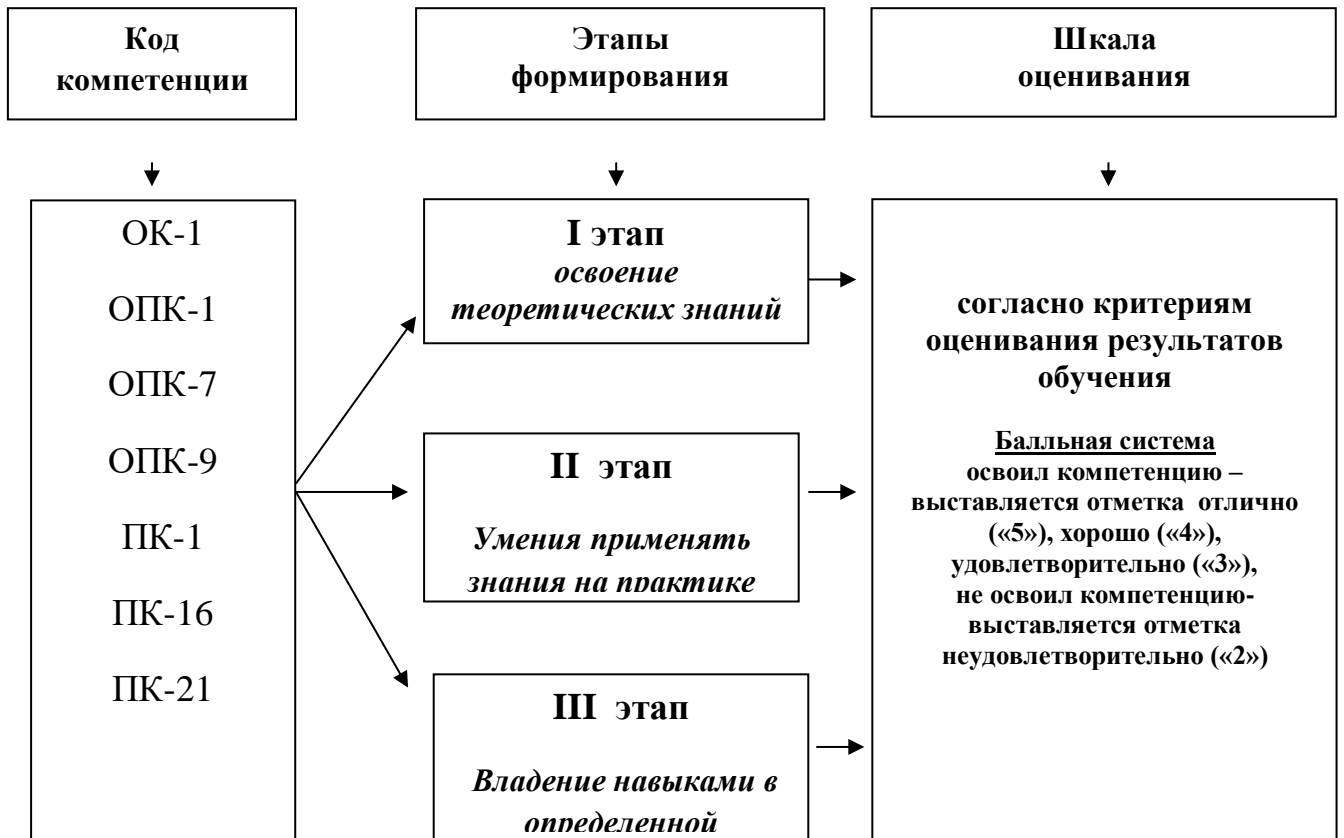 Код
компетенции
Этапы
формирования
Шкала
оценивания
ОК-1
ОПК-1
ОПК-7
ОПК-9
ПК-1
ПК-16
ПК-21
I этап
освоение
теоретических знаний
II этап
Умения применять
знания на практике
III этап
Владение навыками в
определенной
согласно критериям
оценивания результатов
обучения
Балльная система
освоил компетенцию –
выставляется отметка отлично
(«5»), хорошо («4»),
удовлетворительно («3»),
не освоил компетенцию-
выставляется отметка
неудовлетворительно («2»)